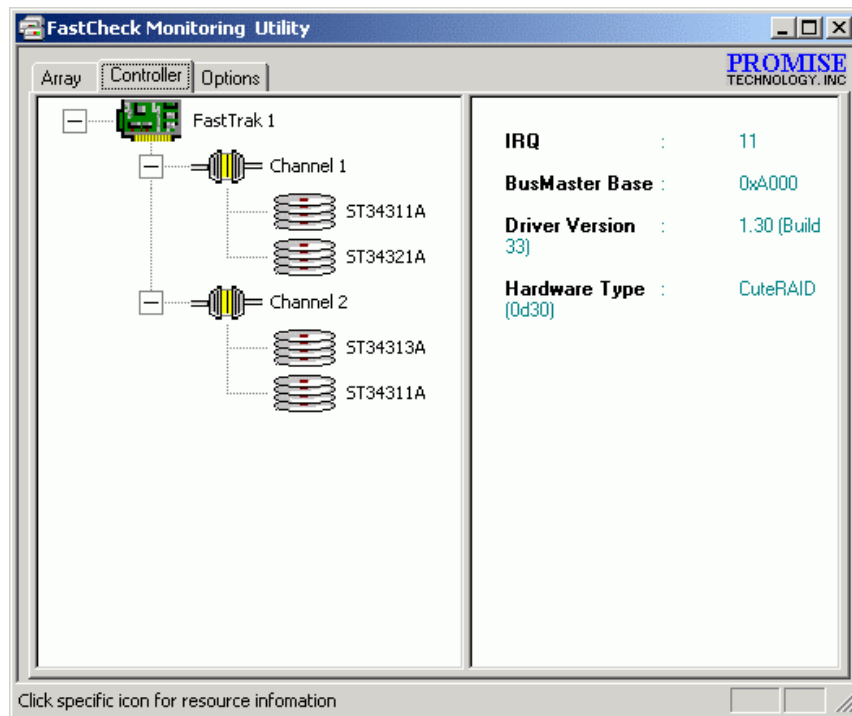 FastCheck Monitoring Utility
Array Controller Options
PROMISE
TECHNOLOGY, INC
FastTrak 1
Channel 1
ST34311A
ST34321A
Channel 2
ST34313A
ST34311A
IRQ : 11
BusMaster Base : 0xA000
Driver Version : 1.30 (Build
33)
Hardware Type : CuteRAID
(0d30)
Click specific icon for resource infomation